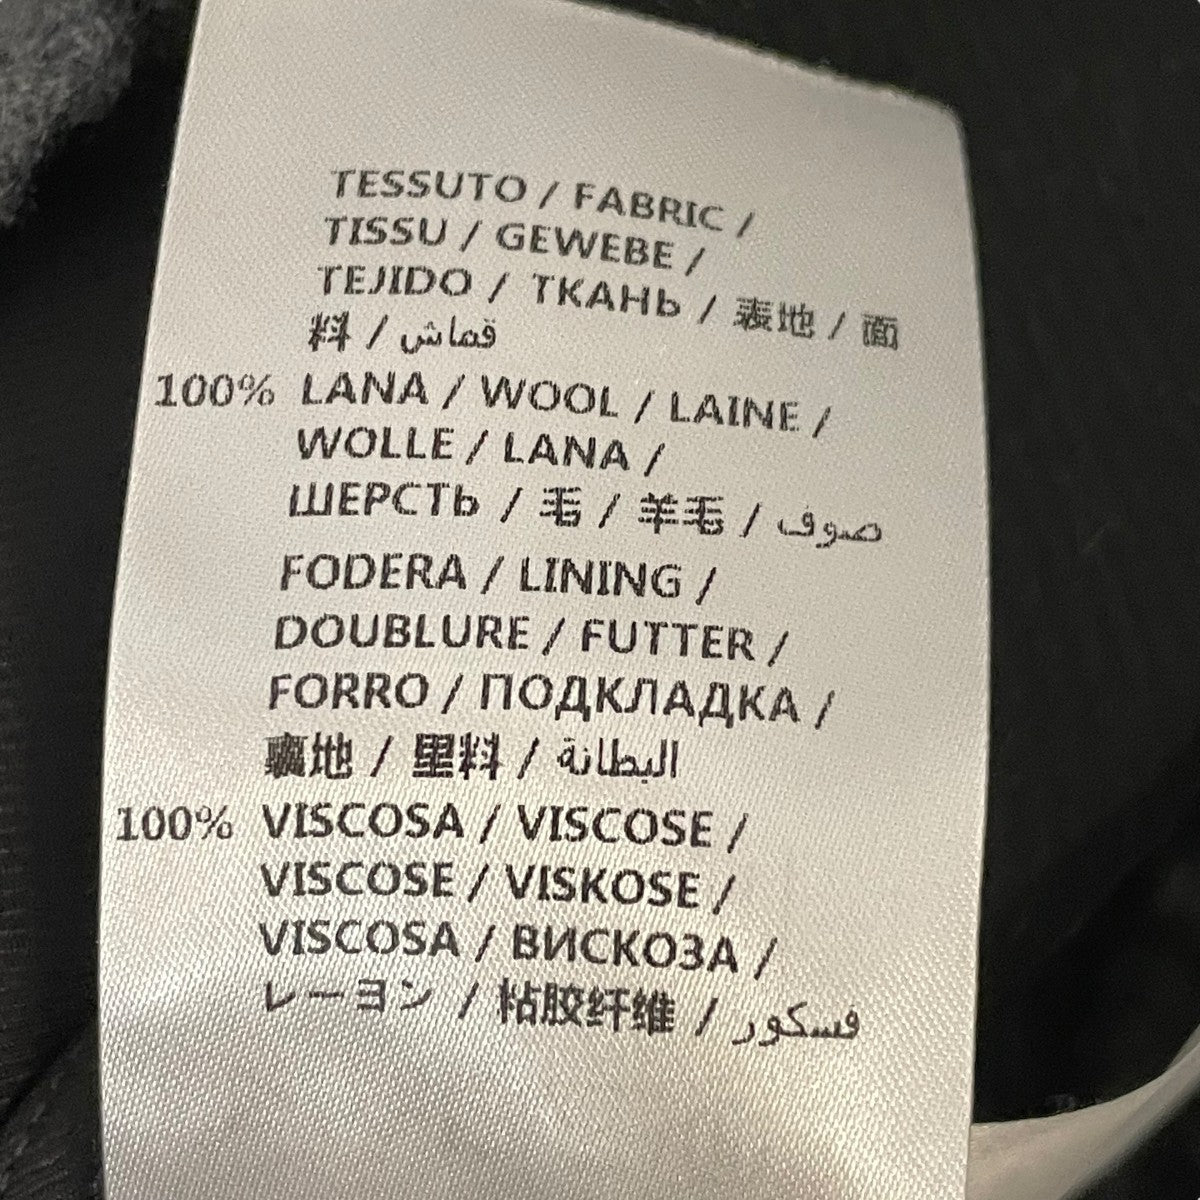 TESSUTO / FABRIC /
TISSU / GEWEBE /
TEJIDO / ТКАНЬ / 表地 / 面
料 / قماش
100% LANA / WOOL / LAINE /
WOLLE / LANA /
ШЕРСТЬ / 毛 / 羊毛 / صوف
FODERA / LINING /
DOUBLURE / FUTTER /
FORRO / ПОДКЛАДКА /
裏地 / 里料 / البطانة
100% VISCOSA / VISCOSE /
VISCOSE / VISKOSE /
VISCOSA / ВИСКОЗА /
レーヨン / 粘胶纤维 / فسكور